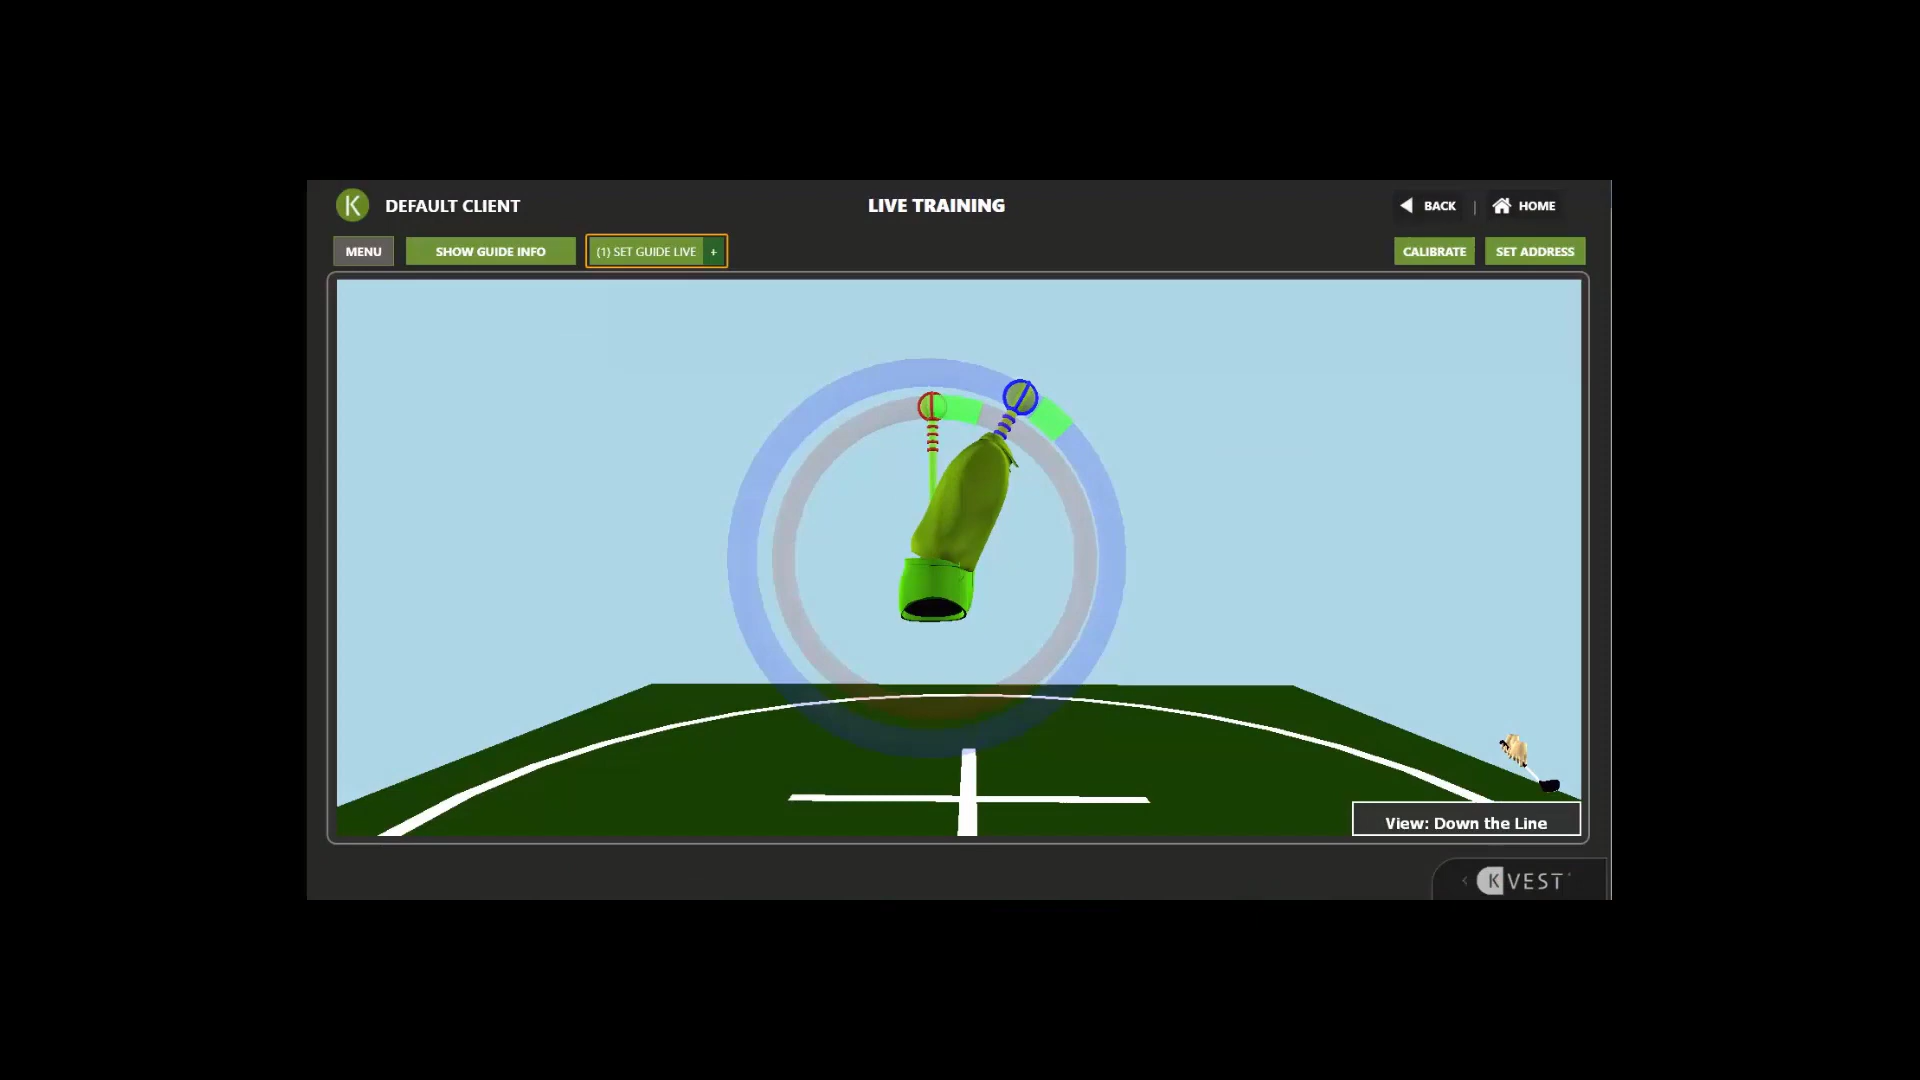 K DEFAULT CLIENT
LIVE TRAINING
BACK | HOME
MENU
SHOW GUIDE INFO
(1) SET GUIDE LIVE +
CALIBRATE
SET ADDRESS
View: Down the Line
K VEST